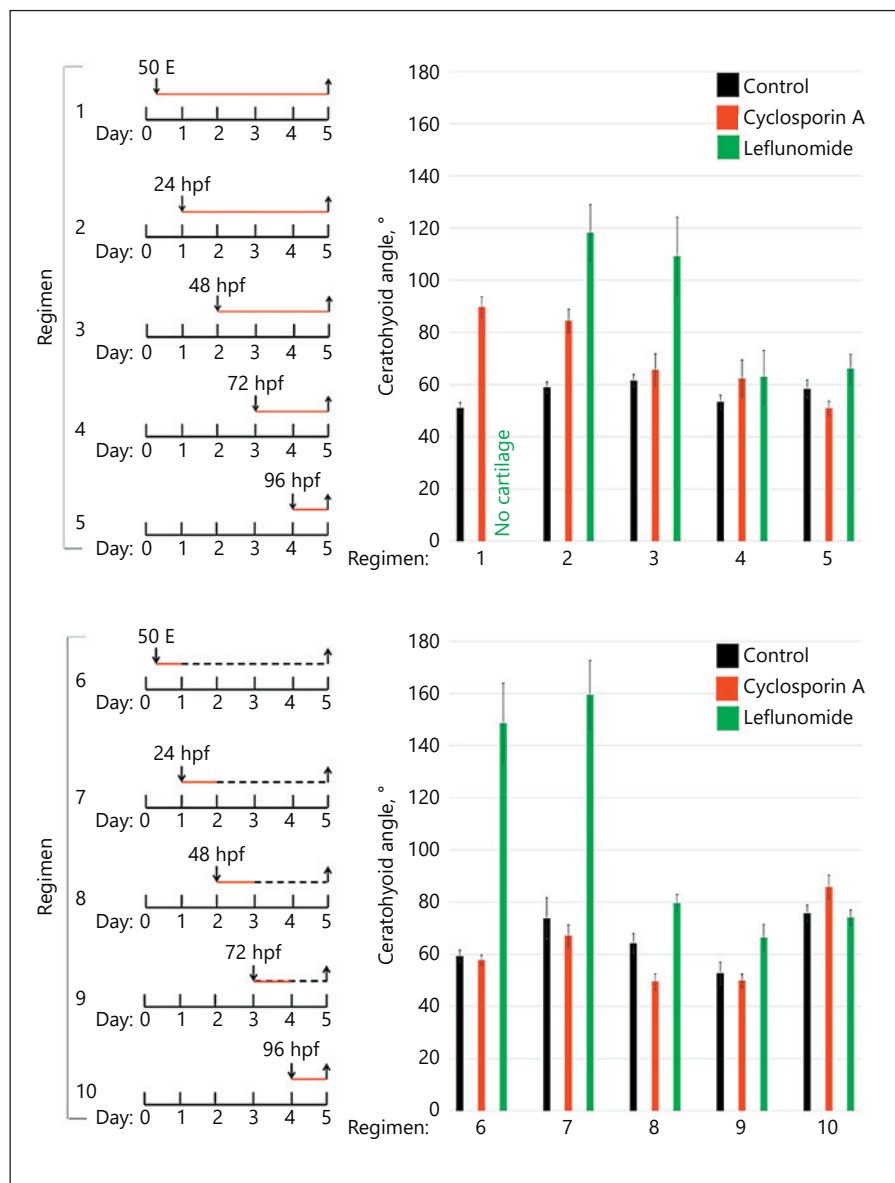 Regimen
50 E
1
Day: 0 1 2 3 4 5
24 hpf
2
Day: 0 1 2 3 4 5
48 hpf
3
Day: 0 1 2 3 4 5
72 hpf
4
Day: 0 1 2 3 4 5
96 hpf
5
Day: 0 1 2 3 4 5
Ceratohyoid angle, °
180
160
140
120
100
80
60
40
20
0
Control
Cyclosporin A
Leflunomide
No cartilage
Regimen: 1 2 3 4 5
Regimen
50 E
6
Day: 0 1 2 3 4 5
24 hpf
7
Day: 0 1 2 3 4 5
48 hpf
8
Day: 0 1 2 3 4 5
72 hpf
9
Day: 0 1 2 3 4 5
96 hpf
10
Day: 0 1 2 3 4 5
Ceratohyoid angle, °
180
160
140
120
100
80
60
40
20
0
Control
Cyclosporin A
Leflunomide
Regimen: 6 7 8 9 10